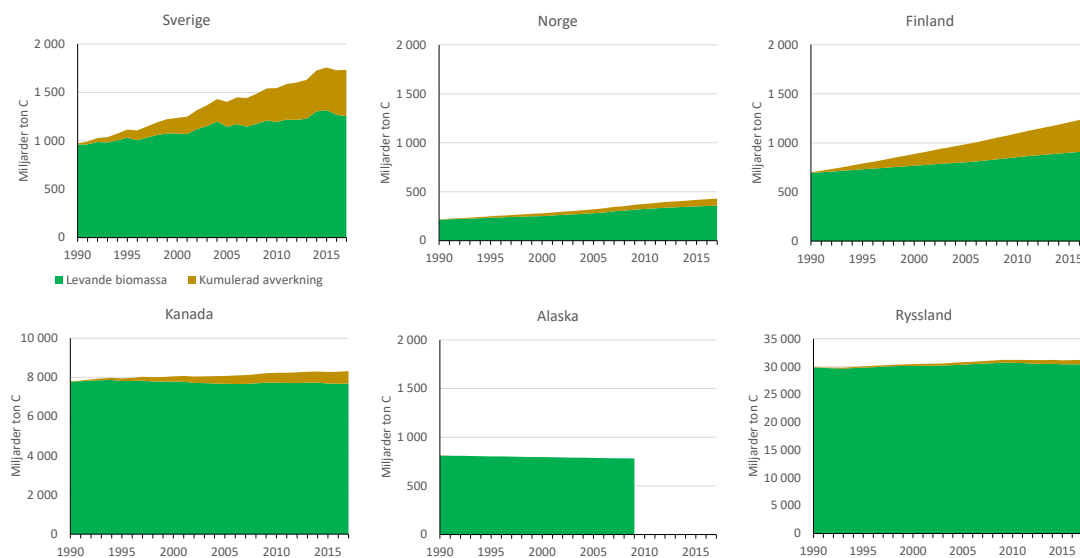 Sverige
Miljarder ton C
2 000
1 500
1 000
500
0
1990 1995 2000 2005 2010 2015
Levande biomassa Kumulerad avverkning
Norge
Miljarder ton C
2 000
1 500
1 000
500
0
1990 1995 2000 2005 2010 2015
Finland
Miljarder ton C
2 000
1 500
1 000
500
0
1990 1995 2000 2005 2010 2015
Kanada
Miljarder ton C
10 000
8 000
6 000
4 000
2 000
0
1990 1995 2000 2005 2010 2015
Alaska
Miljarder ton C
2 000
1 500
1 000
500
0
1990 1995 2000 2005 2010 2015
Ryssland
Miljarder ton C
35 000
30 000
25 000
20 000
15 000
10 000
5 000
0
1990 1995 2000 2005 2010 2015